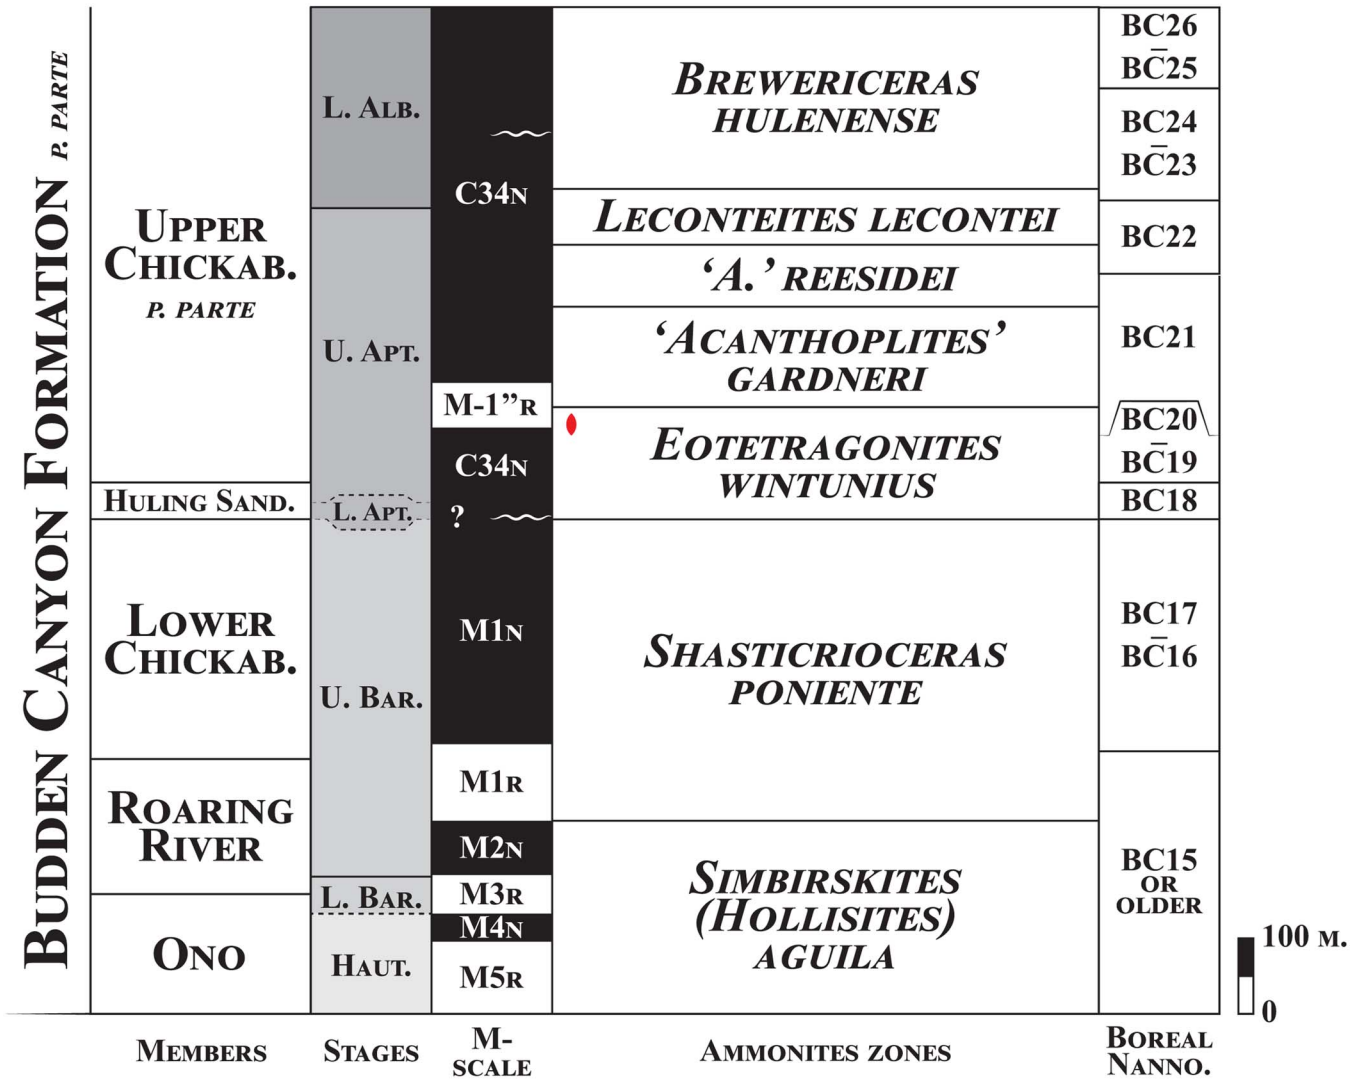 BUDDEN CANYON FORMATION P. PARTE
UPPER
CHICKAB.
P. PARTE
HULING SAND.
LOWER
CHICKAB.
ROARING
RIVER
ONO
L. ALB.
U. APT.
L. APT.
U. BAR.
L. BAR.
HAUT.
C34N
M-1”R
C34N
?
M1N
M1R
M2N
M3R
M4N
M5R
BREWERICERAS
HULENENSE
LECONTEITES LECONTEI
‘A.’ REESIDEI
‘ACANTHOPLITES’
GARDNERI
EOTETRAGONITES
WINTUNIUS
SHASTICRIOCERAS
PONIENTE
SIMBIRSKITES
(HOLLISITES)
AGUILA
BC26
–
BC25
BC24
–
BC23
BC22
BC21
BC20
–
BC19
BC18
BC17
–
BC16
BC15
OR
OLDER
100 M.
0
MEMBERS
STAGES
M-
SCALE
AMMONITES ZONES
BOREAL
NANNO.